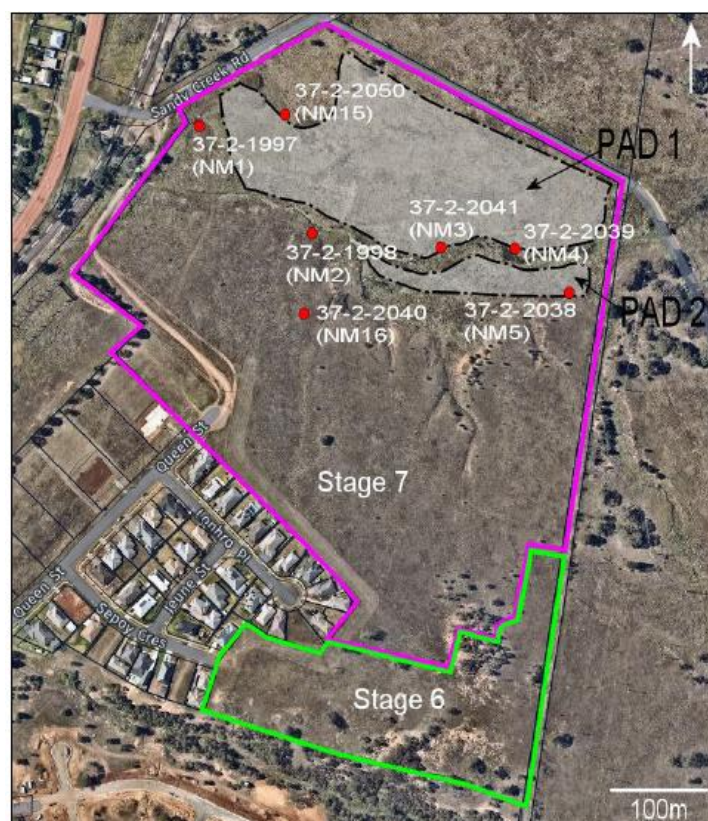 Sandy Creek Rd
37-2-2050
(NM15)
37-2-1997
(NM1)
PAD 1
37-2-2041
(NM3)
37-2-2039
(NM4)
37-2-1998
(NM2)
37-2-2040
(NM16)
37-2-2038
(NM5)
PAD 2
Queen St
Stage 7
Lonhro Pl
Jeune St
Queen St
Sepoy Cres
Stage 6
100m